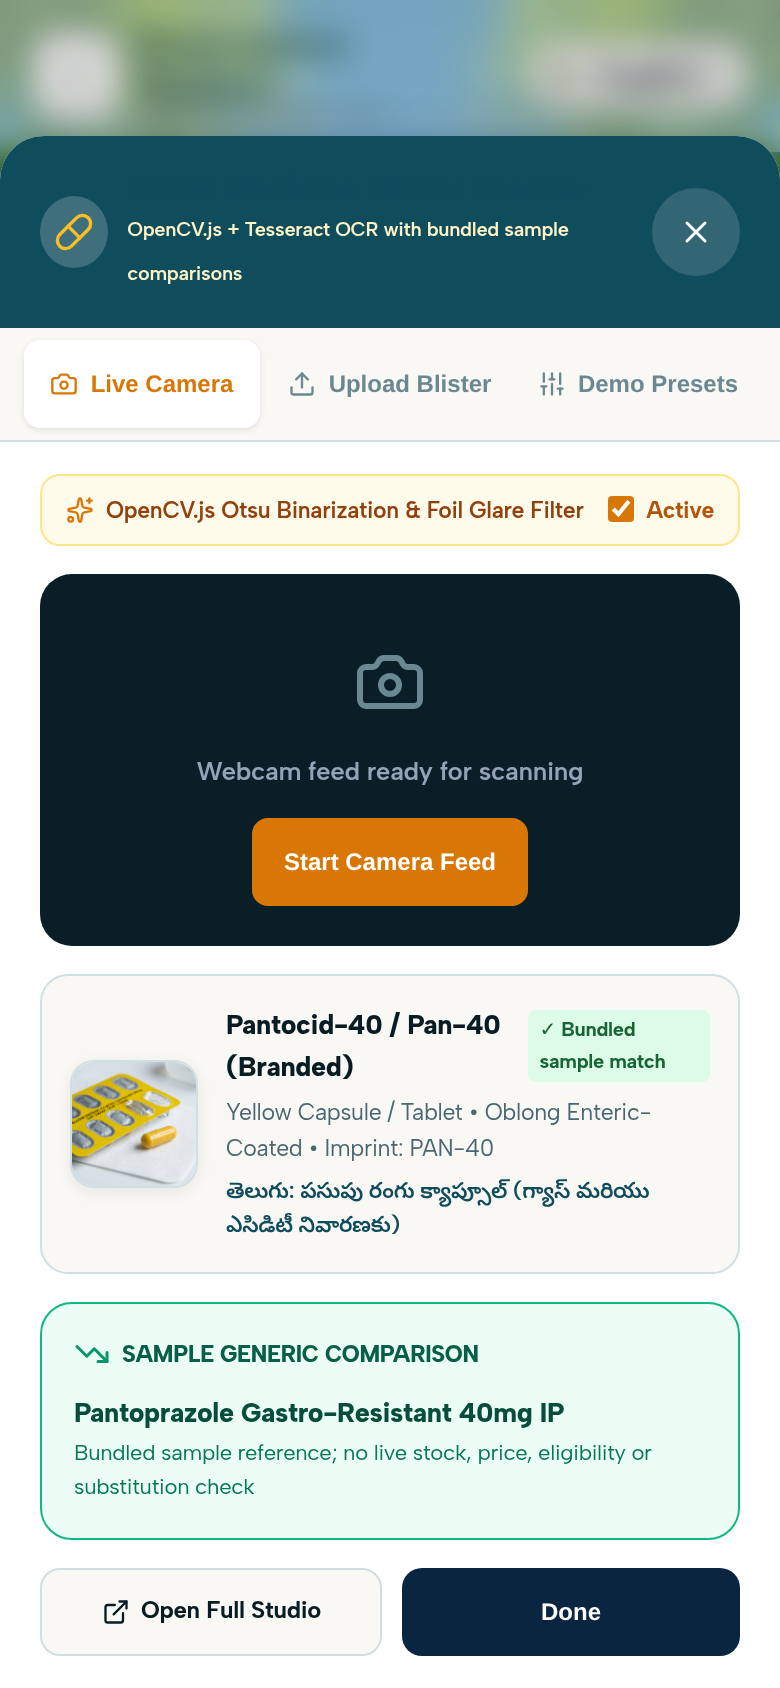 OpenCV.js + Tesseract OCR with bundled sample
comparisons
Live Camera
Upload Blister
Demo Presets
OpenCV.js Otsu Binarization & Foil Glare Filter
Active
Webcam feed ready for scanning
Start Camera Feed
Pantocid-40 / Pan-40
(Branded)
✓ Bundled
sample match
Yellow Capsule / Tablet • Oblong Enteric-
Coated • Imprint: PAN-40
తెలుగు: పసుపు రంగు క్యాప్సూల్ (గ్యాస్ మరియు
ఎసిడిటీ నివారణకు)
SAMPLE GENERIC COMPARISON
Pantoprazole Gastro-Resistant 40mg IP
Bundled sample reference; no live stock, price, eligibility or
substitution check
Open Full Studio
Done